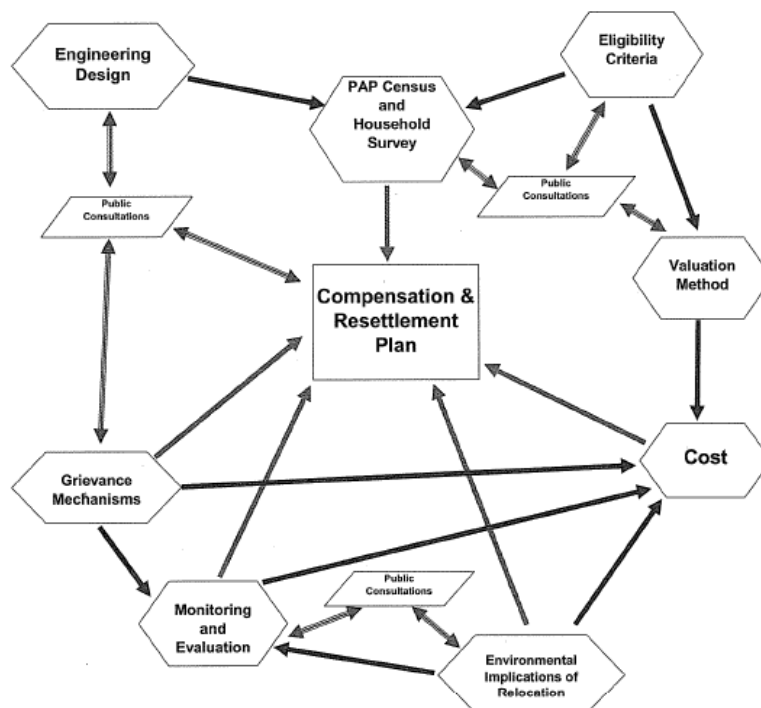 Engineering
Design
Eligibility
Criteria
PAP Census
and
Household
Survey
Public
Consultations
Public
Consultations
Valuation
Method
Compensation &
Resettlement
Plan
Cost
Grievance
Mechanisms
Public
Consultations
Monitoring
and
Evaluation
Environmental
Implications of
Relocation